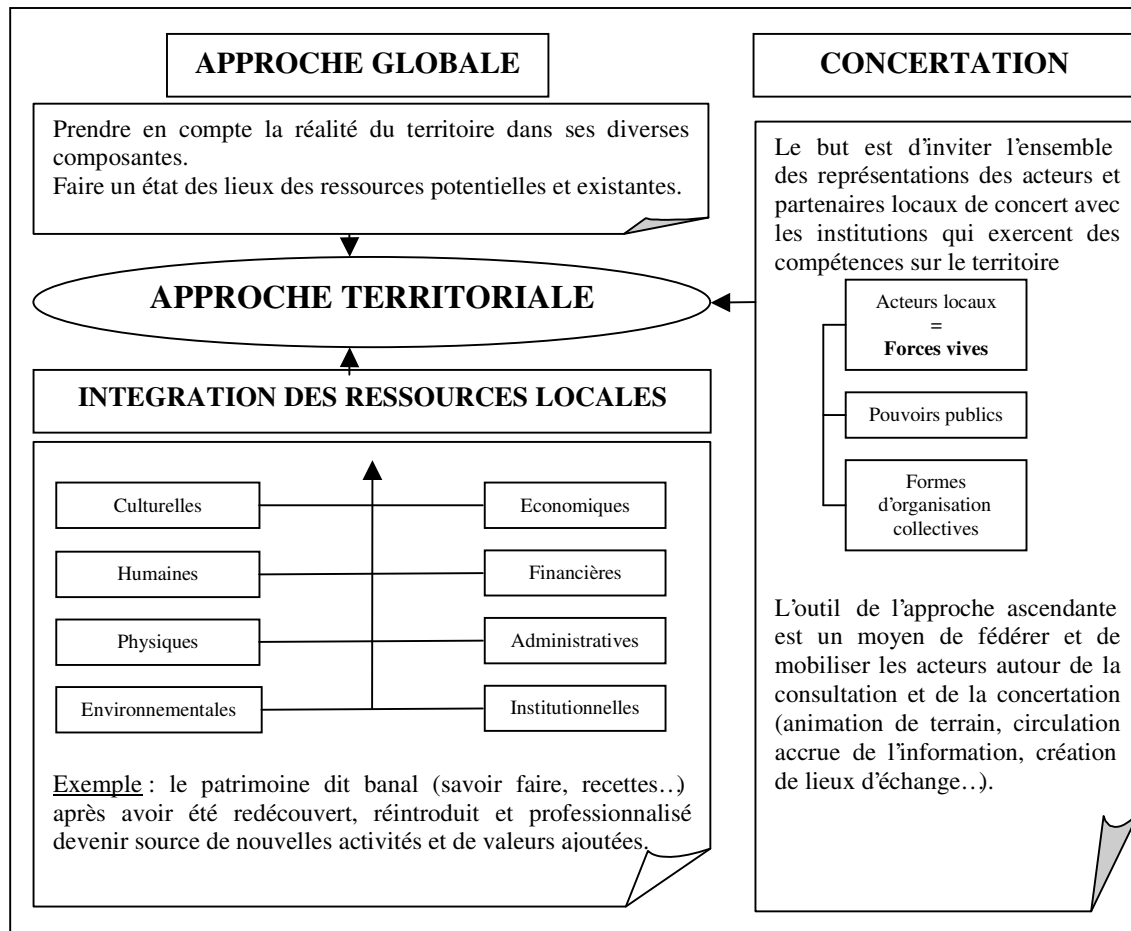 APPROCHE GLOBALE
Prendre en compte la réalité du territoire dans ses diverses
composantes.
Faire un état des lieux des ressources potentielles et existantes.
APPROCHE TERRITORIALE
INTEGRATION DES RESSOURCES LOCALES
Culturelles
Economiques
Humaines
Financières
Physiques
Administratives
Environnementales
Institutionnelles
Exemple : le patrimoine dit banal (savoir faire, recettes…)
après avoir été redécouvert, réintroduit et professionnalisé
devenir source de nouvelles activités et de valeurs ajoutées.
CONCERTATION
Le but est d'inviter l'ensemble
des représentations des acteurs et
partenaires locaux de concert avec
les institutions qui exercent des
compétences sur le territoire
Acteurs locaux
=
Forces vives
Pouvoirs publics
Formes
d'organisation
collectives
L'outil de l'approche ascendante
est un moyen de fédérer et de
mobiliser les acteurs autour de la
consultation et de la concertation
(animation de terrain, circulation
accrue de l'information, création
de lieux d'échange…).